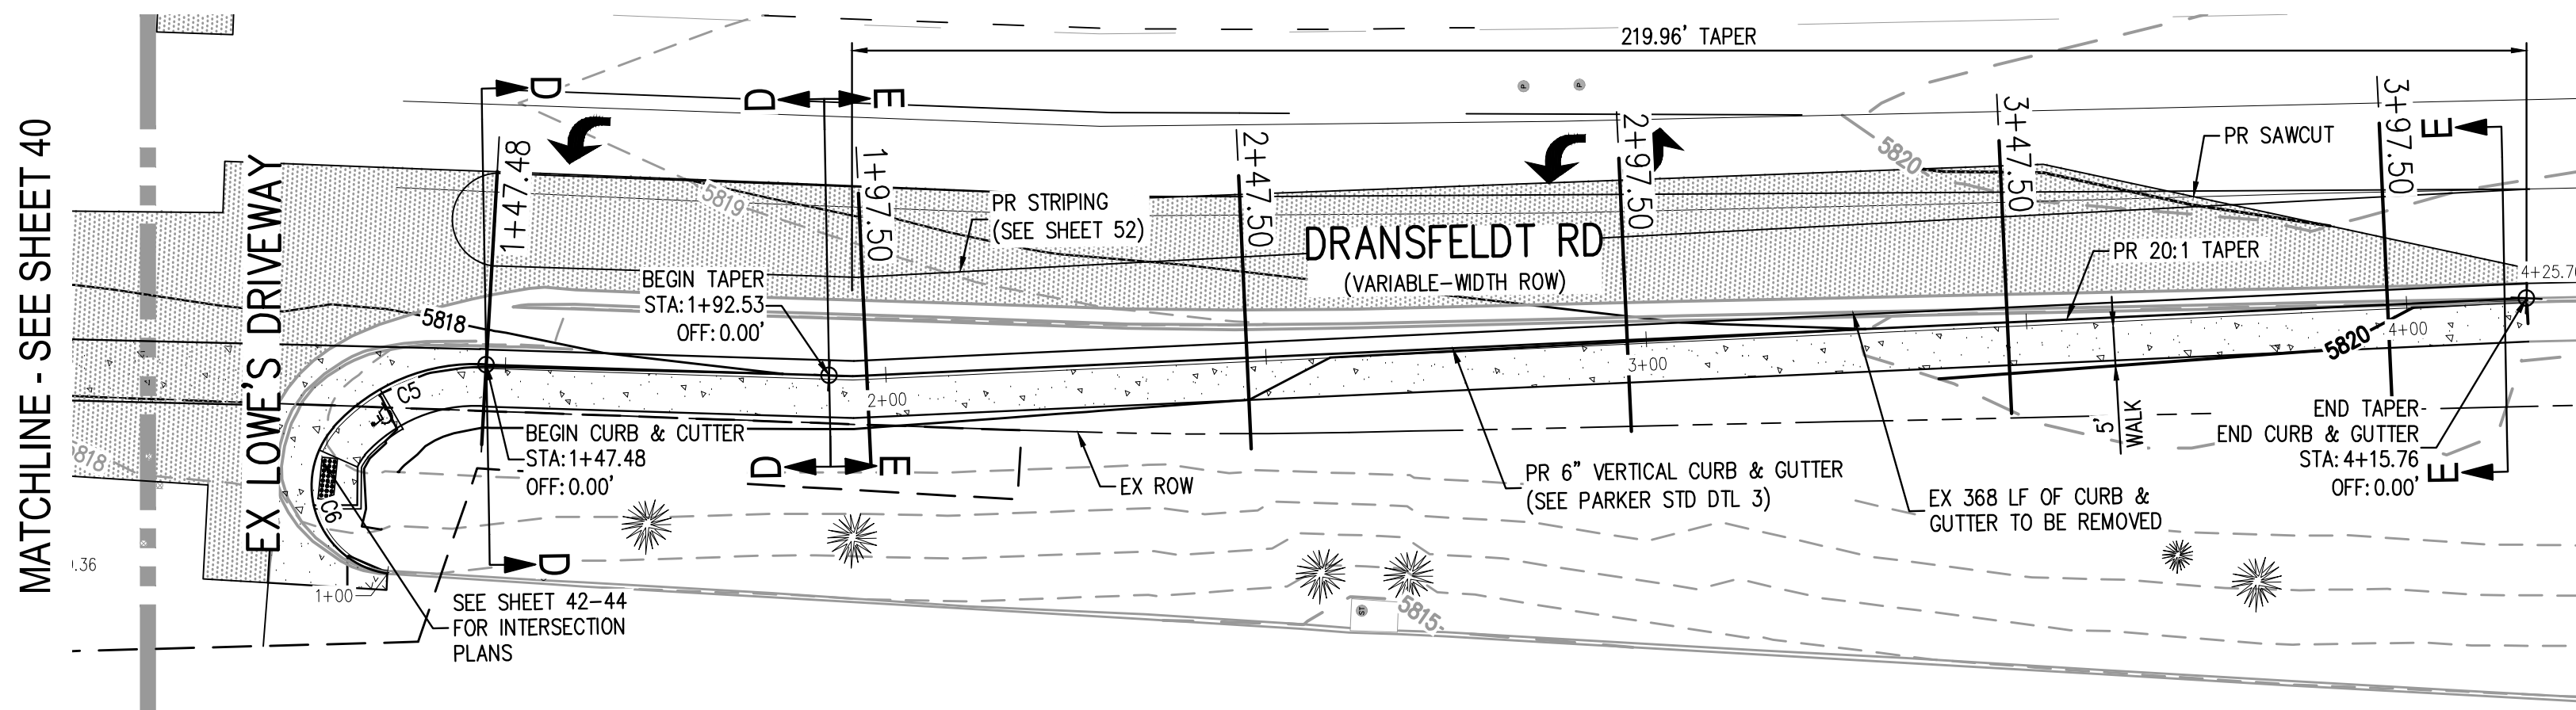 MATCHLINE - SEE SHEET 40
219.96' TAPER
D
D
E
E
EX LOWE'S DRIVEWAY
1+47.48
1+97.50
2+47.50
2+97.50
3+47.50
3+97.50
5819
5820
PR SAWCUT
PR STRIPING
(SEE SHEET 52)
DRANSFELDT RD
(VARIABLE-WIDTH ROW)
PR 20:1 TAPER
BEGIN TAPER
STA:1+92.53
OFF:0.00'
5818
4+25.7
5820
4+00
3+00
2+00
C5
C6
BEGIN CURB & CUTTER
STA:1+47.48
OFF:0.00'
D
E
D
EX ROW
PR 6" VERTICAL CURB & GUTTER
(SEE PARKER STD DTL 3)
5'
WALK
EX 368 LF OF CURB &
GUTTER TO BE REMOVED
END TAPER
END CURB & GUTTER
STA:4+15.76
OFF:0.00'
E
5818
.36
1+00
SEE SHEET 42-44
FOR INTERSECTION
PLANS
ST
5815
P
P